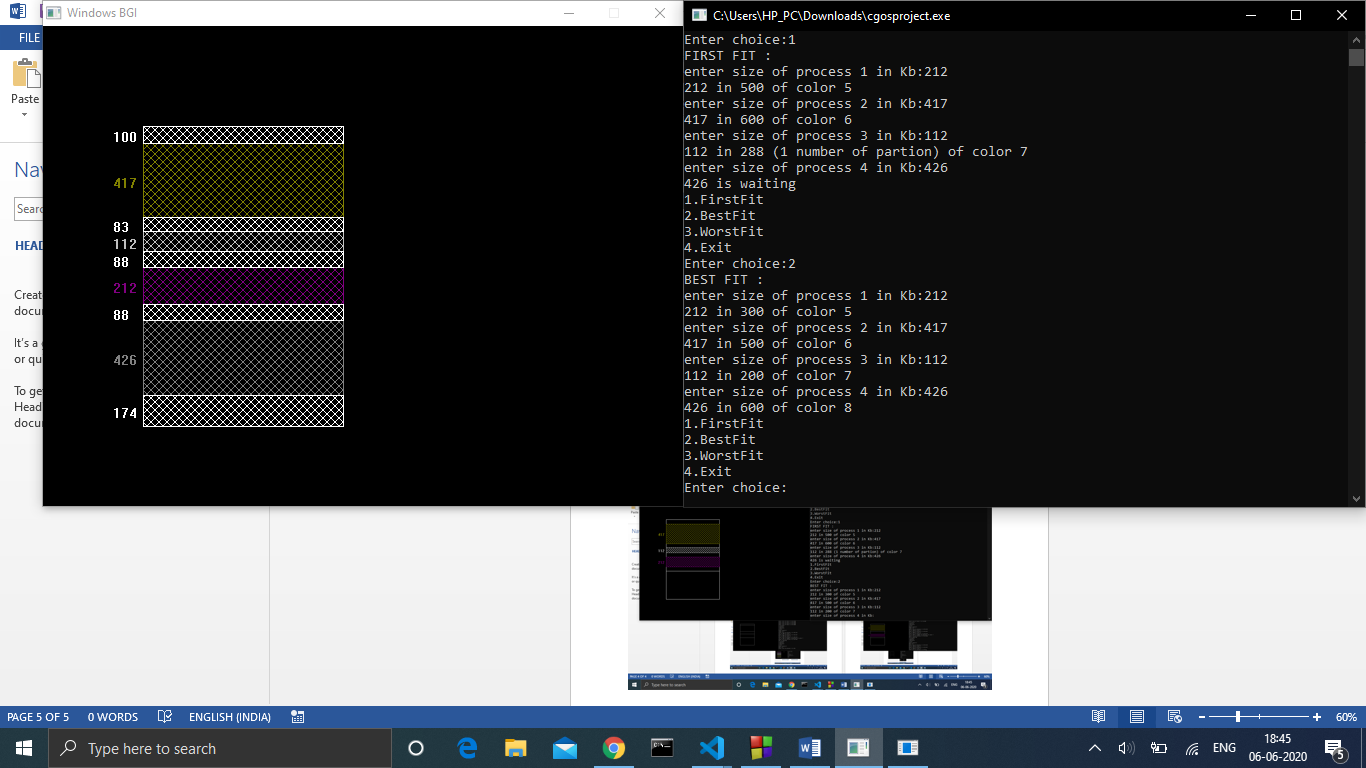 Windows BGI
C:\Users\HP_PC\Downloads\cgosproject.exe
FILE
Paste
Nav
Searc
HEAD
Create
docum
It's a g
or qui
To get
Headi
docum
100
417
83
112
88
212
88
426
174
Enter choice:1
FIRST FIT :
enter size of process 1 in Kb:212
212 in 500 of color 5
enter size of process 2 in Kb:417
417 in 600 of color 6
enter size of process 3 in Kb:112
112 in 288 (1 number of partion) of color 7
enter size of process 4 in Kb:426
426 is waiting
1.FirstFit
2.BestFit
3.WorstFit
4.Exit
Enter choice:2
BEST FIT :
enter size of process 1 in Kb:212
212 in 300 of color 5
enter size of process 2 in Kb:417
417 in 500 of color 6
enter size of process 3 in Kb:112
112 in 200 of color 7
enter size of process 4 in Kb:426
426 in 600 of color 8
1.FirstFit
2.BestFit
3.WorstFit
4.Exit
Enter choice:
PAGE 5 OF 5 0 WORDS ENGLISH (INDIA) 60%
Type here to search
ENG
18:45
06-06-2020
5